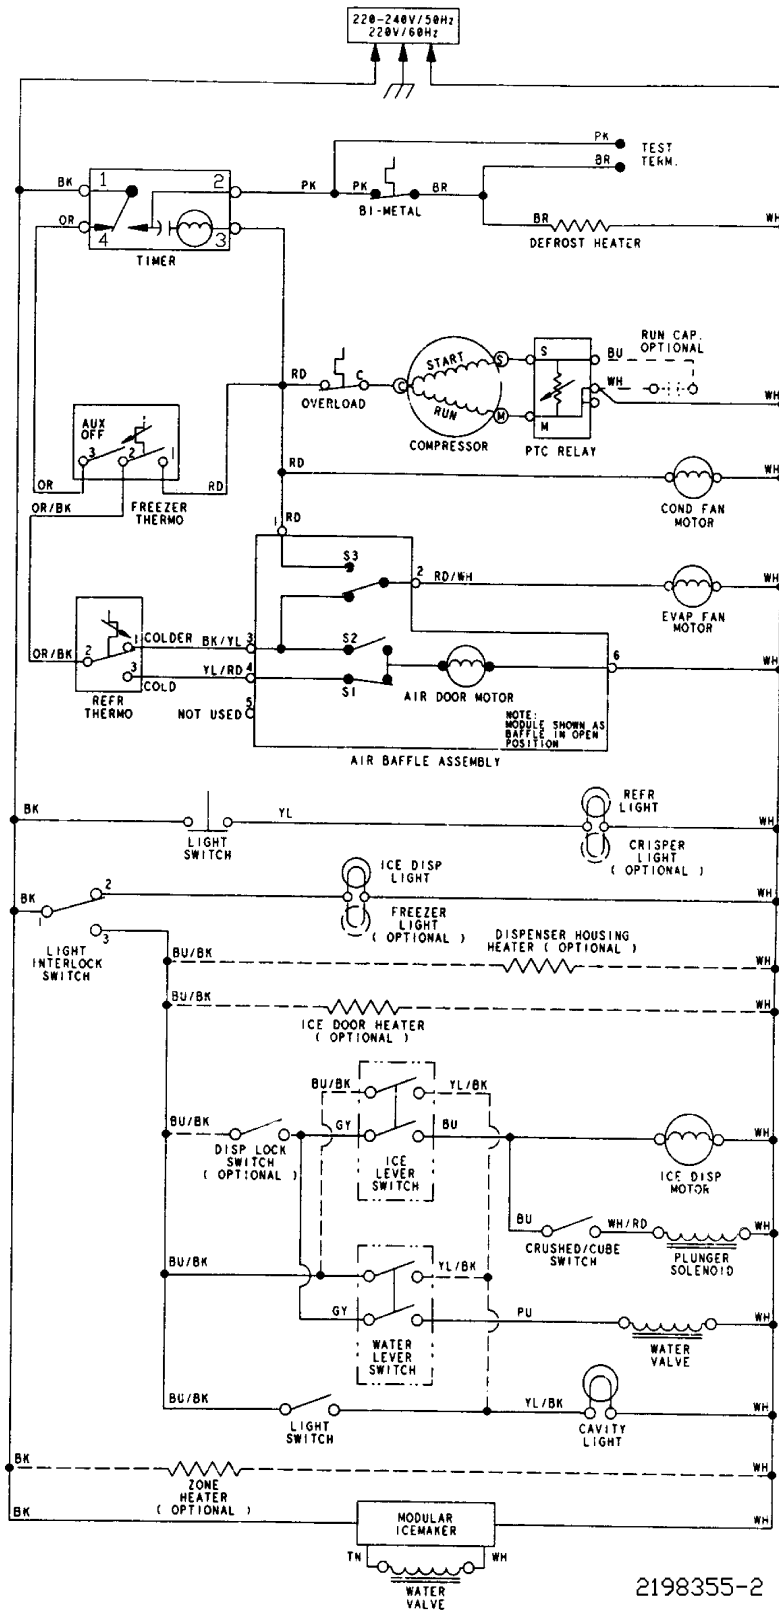 220-240V/50Hz
220V/60Hz
PK
TEST
TERM.
BR
BK
1
2
PK
PK
BR
BI-METAL
OR
4
3
TIMER
BR
DEFROST HEATER
WH
RD
OVERLOAD
C
C
START
S
RUN
M
COMPRESSOR
S
M
PTC RELAY
BU
WH
RUN CAP.
OPTIONAL
WH
AUX
OFF
3
2
1
OR
OR/BK
FREEZER
THERMO
RD
RD
COND FAN
MOTOR
WH
1
RD
S3
2
RD/WH
EVAP FAN
MOTOR
WH
OR/BK
2
1
COLDER
BK/YL
3
S2
3
COLD
YL/RD
4
S1
AIR DOOR MOTOR
6
WH
REFR
THERMO
NOT USED
5
NOTE:
MODULE SHOWN AS
BAFFLE IN OPEN
POSITION
AIR BAFFLE ASSEMBLY
BK
LIGHT
SWITCH
YL
REFR
LIGHT
CRISPER
LIGHT
( OPTIONAL )
WH
BK
1
2
3
LIGHT
INTERLOCK
SWITCH
ICE DISP
LIGHT
FREEZER
LIGHT
( OPTIONAL )
WH
BU/BK
DISPENSER HOUSING
HEATER ( OPTIONAL )
WH
BU/BK
ICE DOOR HEATER
( OPTIONAL )
WH
BU/BK
YL/BK
BU/BK
DISP LOCK
SWITCH
( OPTIONAL )
GY
ICE
LEVER
SWITCH
BU
ICE DISP
MOTOR
WH
BU
CRUSHED/CUBE
SWITCH
WH/RD
PLUNGER
SOLENOID
WH
BU/BK
YL/BK
GY
WATER
LEVER
SWITCH
PU
WATER
VALVE
WH
BU/BK
LIGHT
SWITCH
YL/BK
CAVITY
LIGHT
WH
BK
ZONE
HEATER
( OPTIONAL )
WH
BK
MODULAR
ICEMAKER
WH
TN
WH
WATER
VALVE
2198355-2